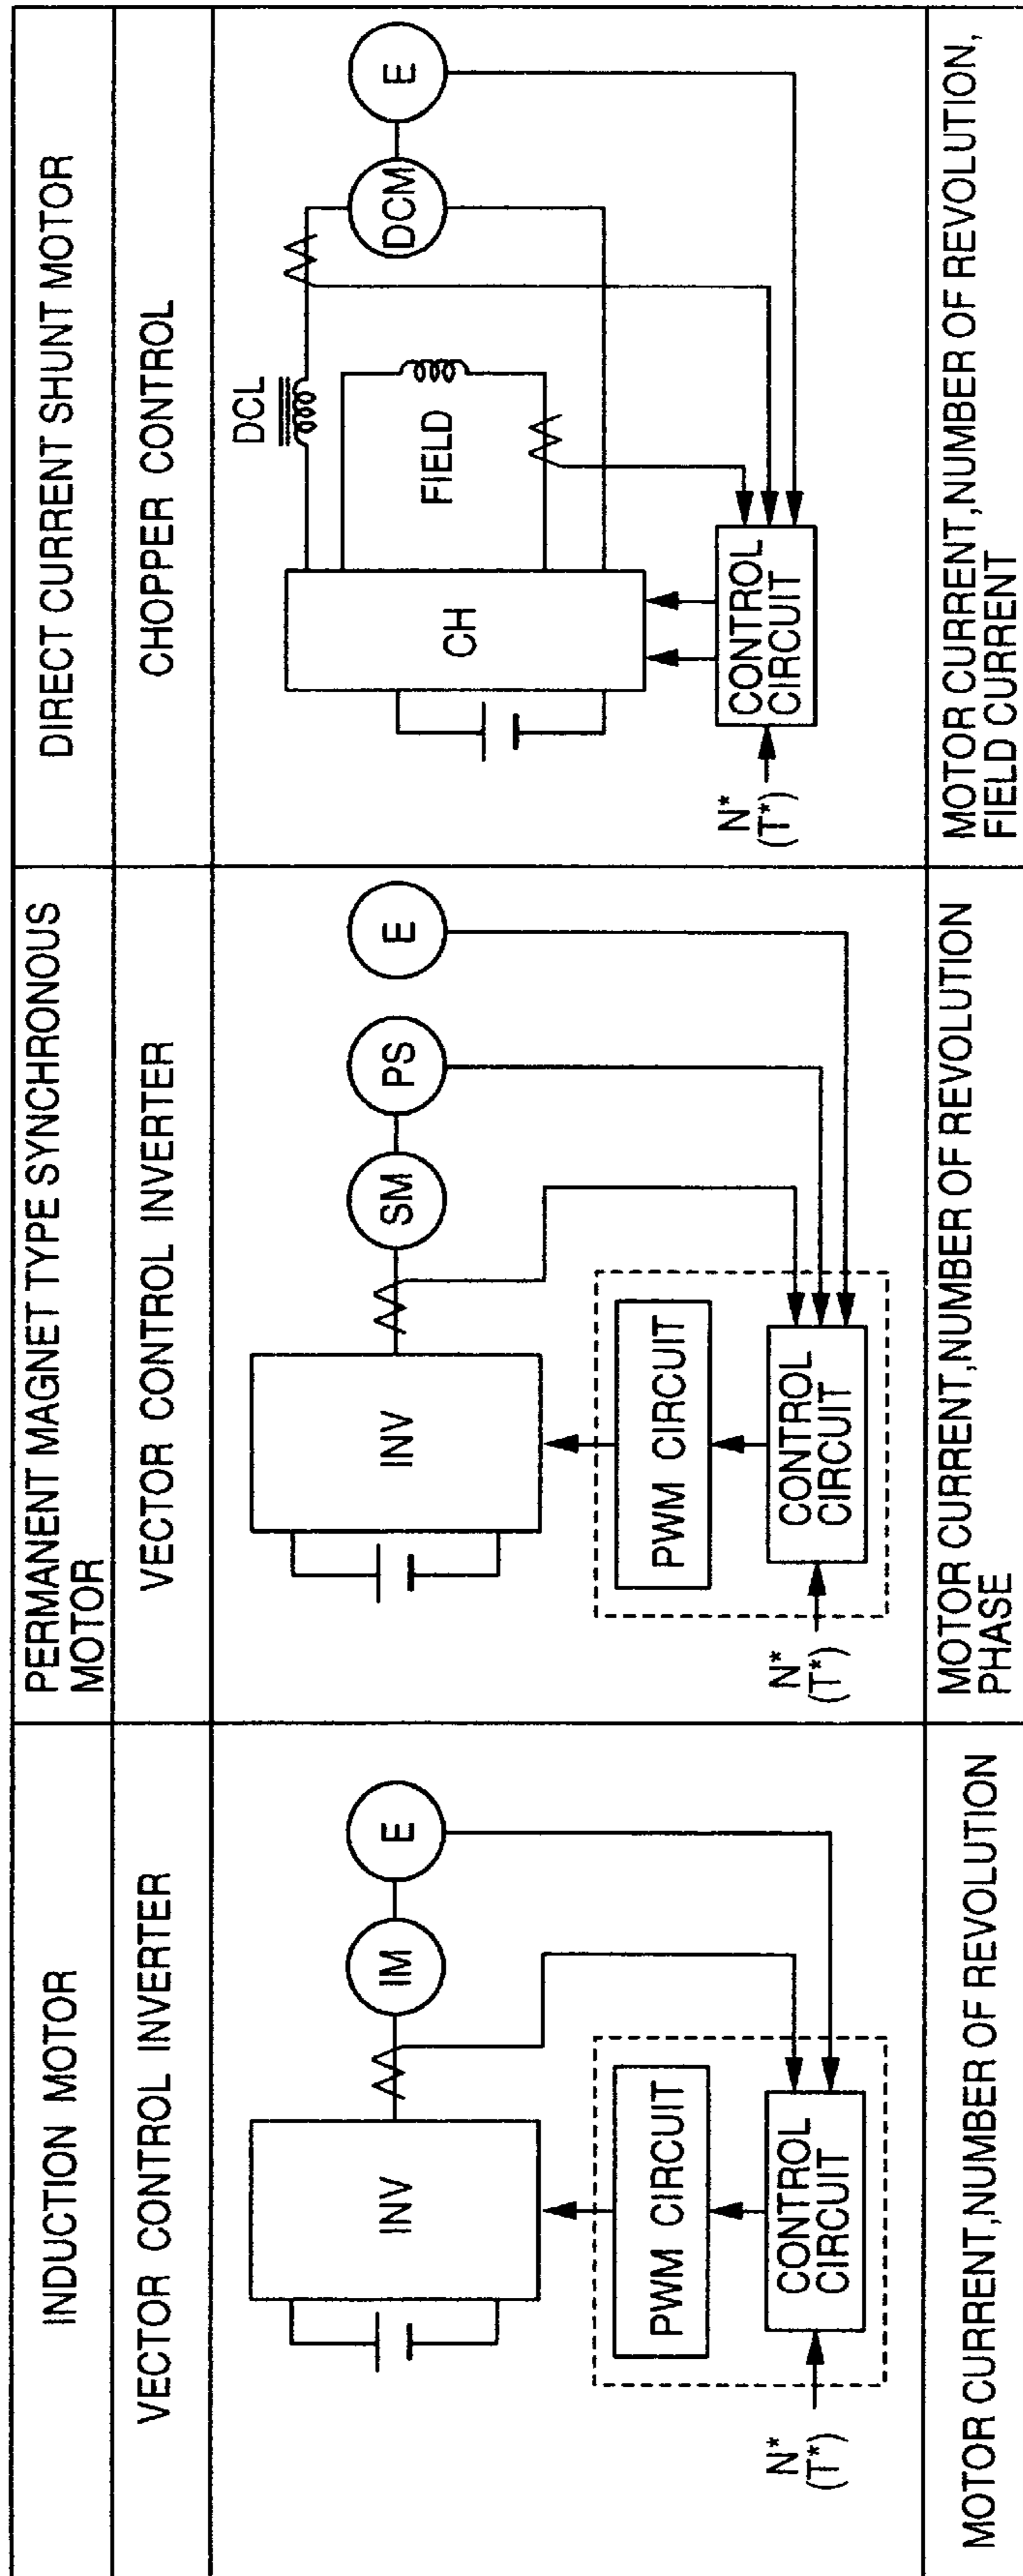 INDUCTION MOTOR
PERMANENT MAGNET TYPE SYNCHRONOUS
MOTOR
DIRECT CURRENT SHUNT MOTOR
VECTOR CONTROL INVERTER
VECTOR CONTROL INVERTER
CHOPPER CONTROL
INV
IM
E
PWM CIRCUIT
CONTROL
CIRCUIT
N*
(T*)
INV
SM
PS
E
PWM CIRCUIT
CONTROL
CIRCUIT
N*
(T*)
DCL
FIELD
CH
DCM
E
CONTROL
CIRCUIT
N*
(T*)
MOTOR CURRENT,NUMBER OF REVOLUTION
MOTOR CURRENT,NUMBER OF REVOLUTION
PHASE
MOTOR CURRENT,NUMBER OF REVOLUTION,
FIELD CURRENT